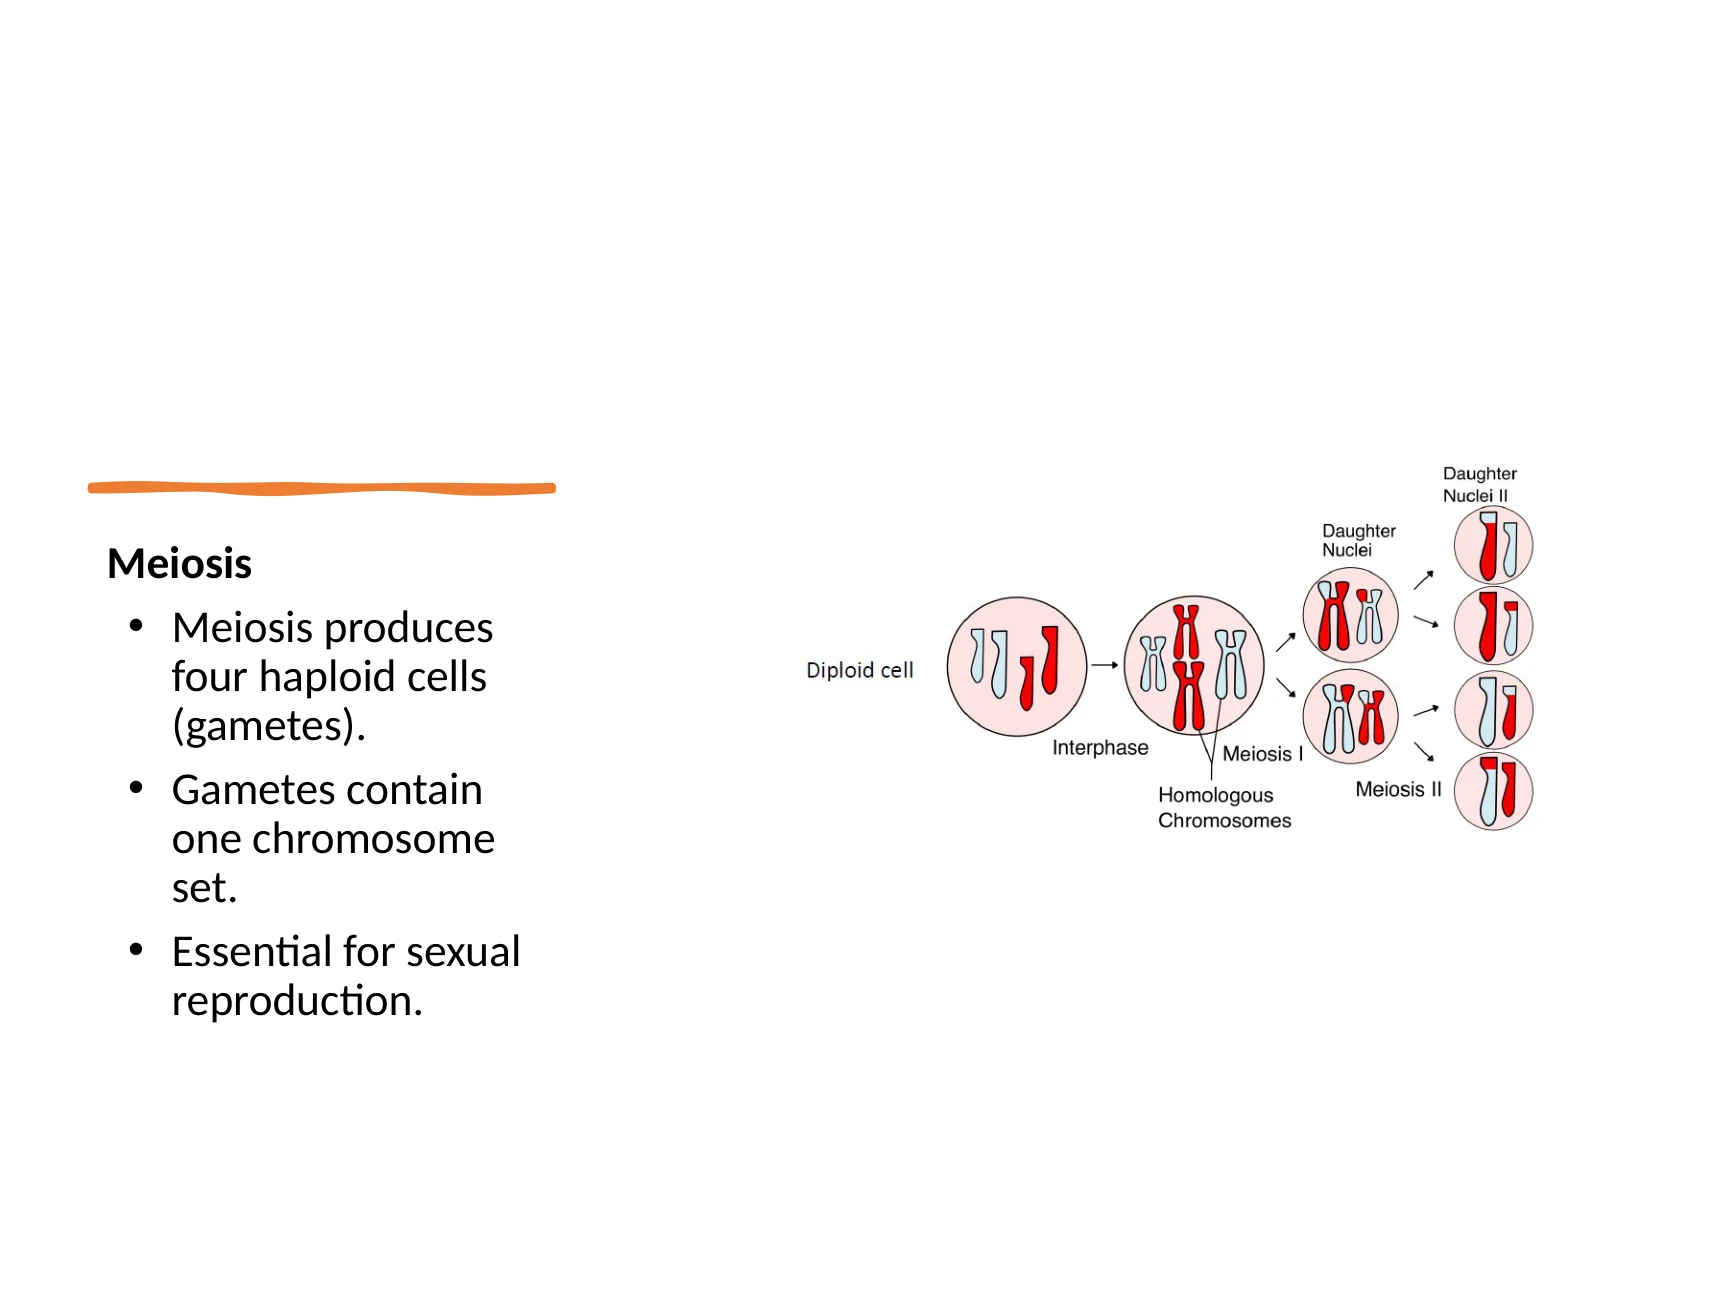 Meiosis
• Meiosis produces
four haploid cells
(gametes).
• Gametes contain
one chromosome
set.
• Essential for sexual
reproduction.
Diploid cell
Interphase
Homologous
Chromosomes
Meiosis I
Daughter
Nuclei
Meiosis II
Daughter
Nuclei II